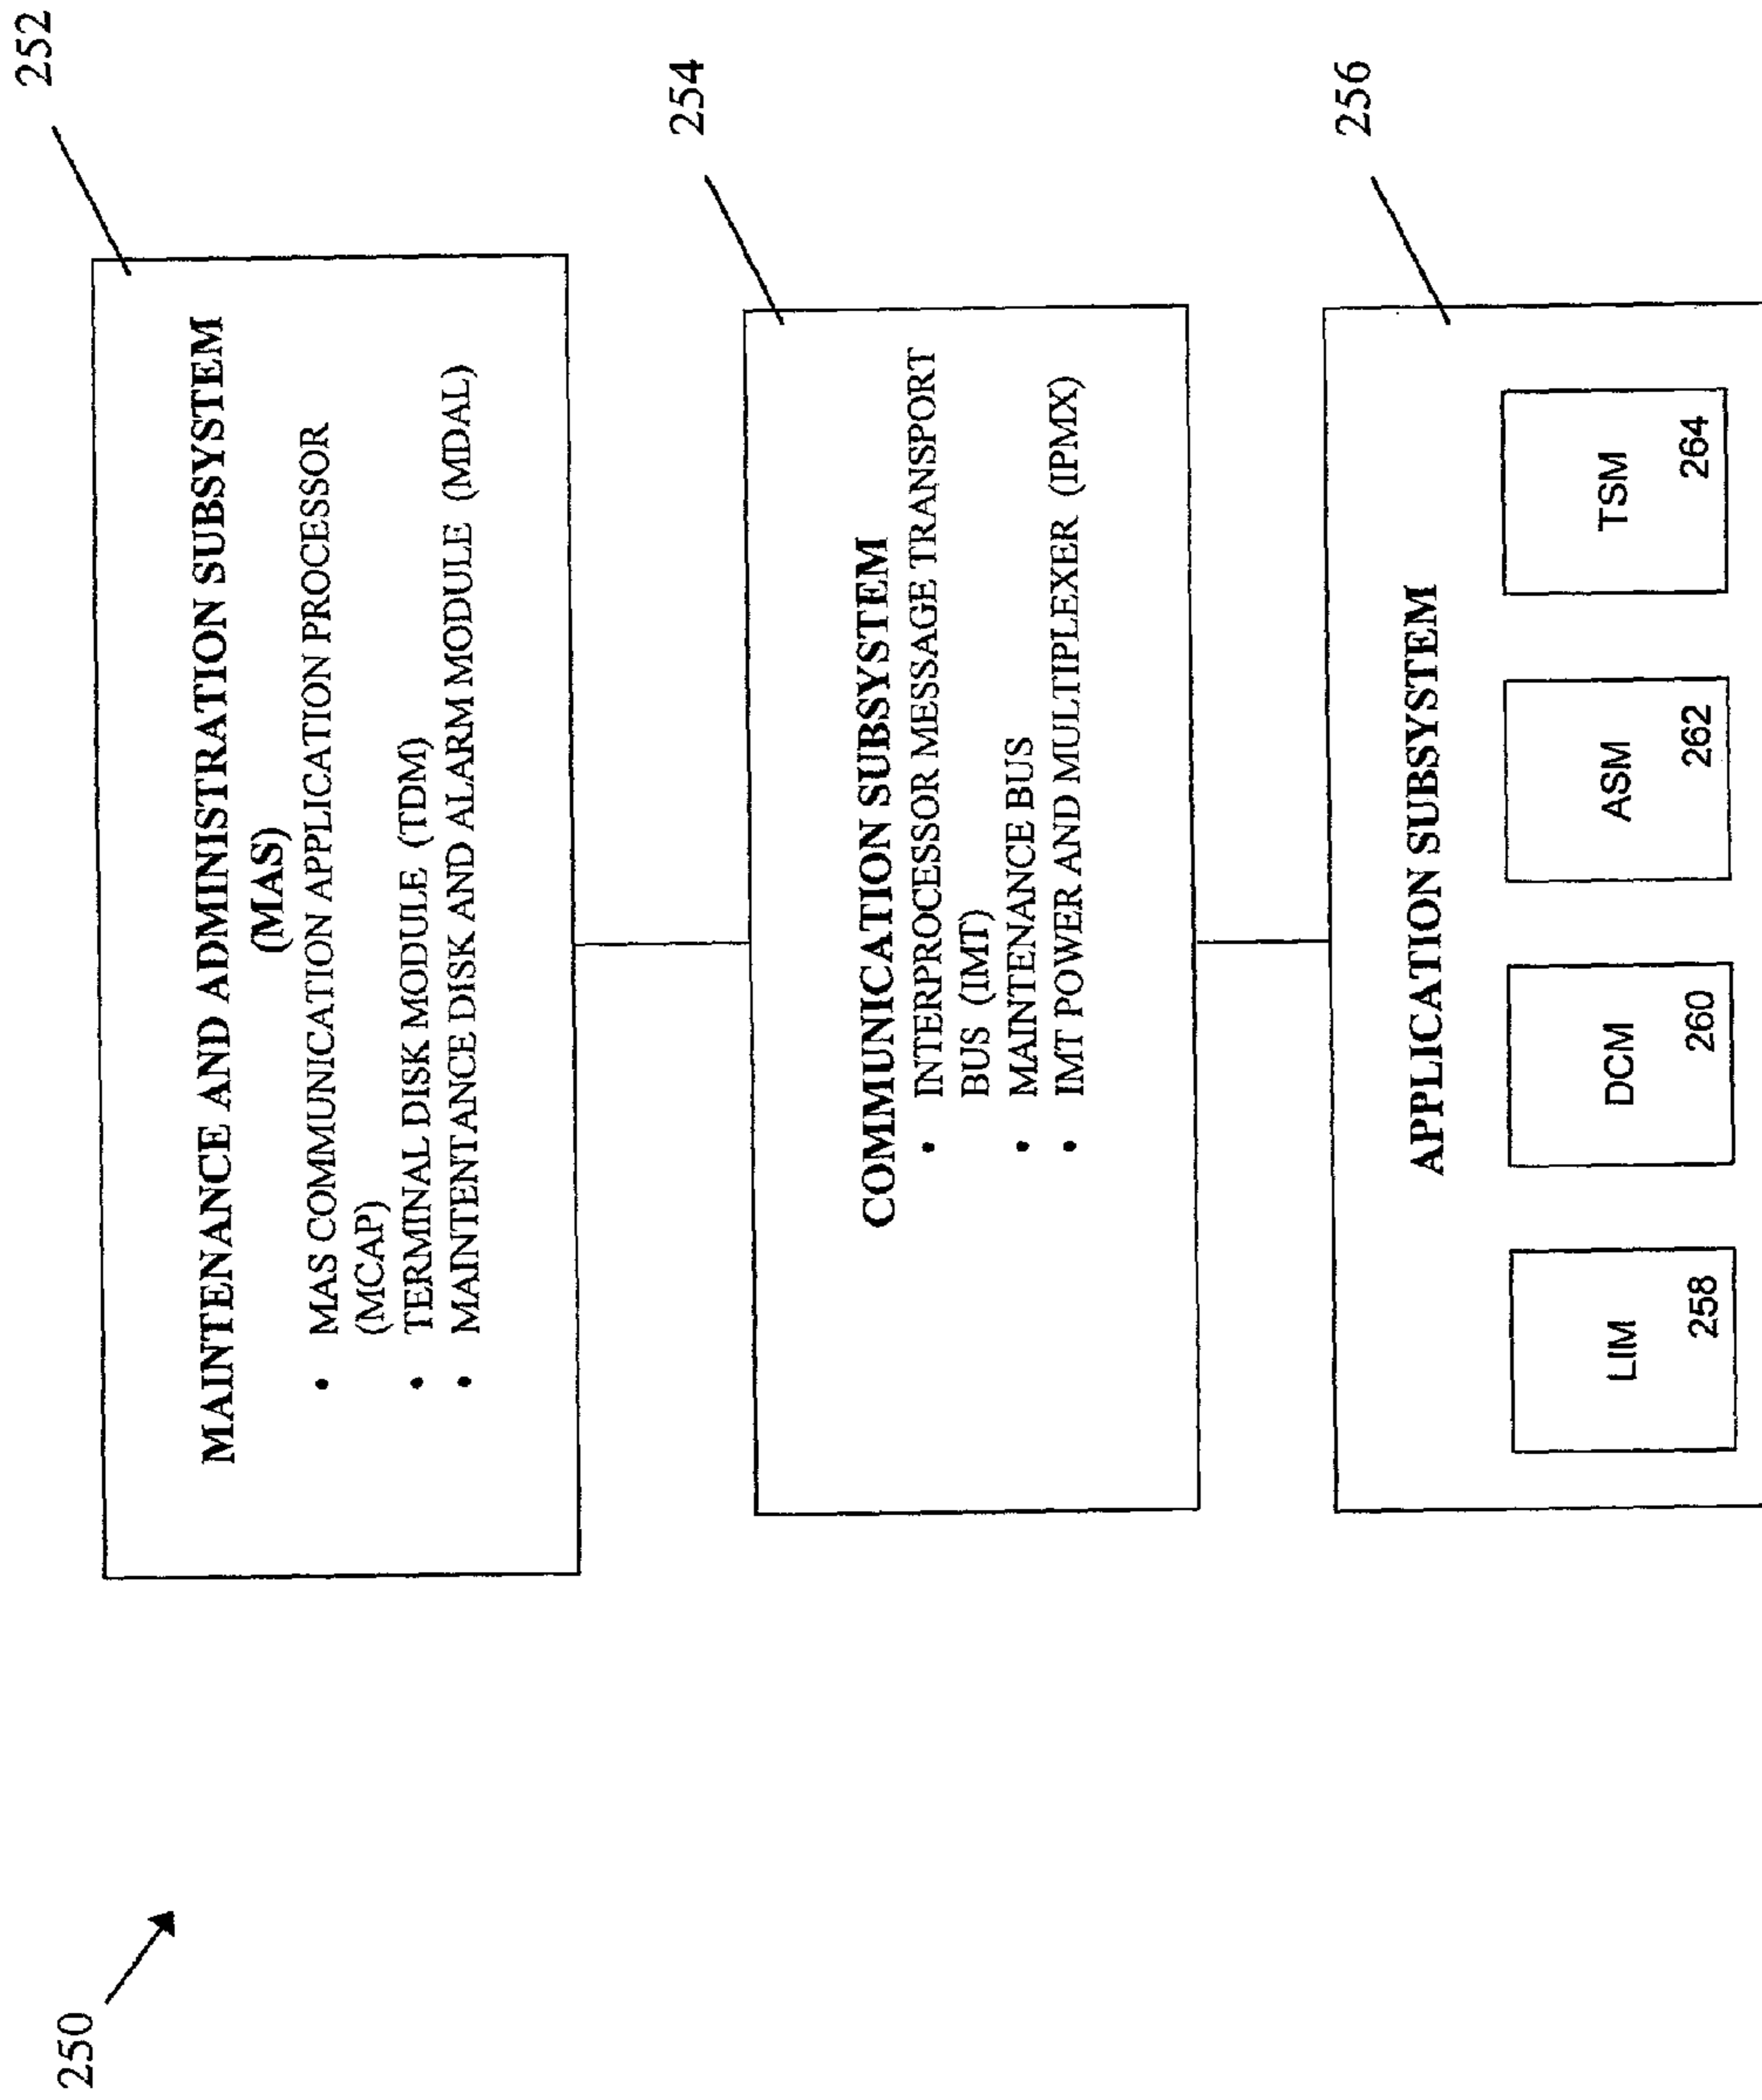 250
252
MAINTENANCE AND ADMINISTRATION SUBSYSTEM
(MAS)
• MAS COMMUNICATION APPLICATION PROCESSOR
(MCAP)
• TERMINAL DISK MODULE (TDM)
• MAINTENTANCE DISK AND ALARM MODULE (MDAL)
254
COMMUNICATION SUBSYSTEM
• INTERPROCESSOR MESSAGE TRANSPORT
BUS (IMT)
• MAINTENANCE BUS
• IMT POWER AND MULTIPLEXER (IPMX)
256
APPLICATION SUBSYSTEM
LIM
258
DCM
260
ASM
262
TSM
264